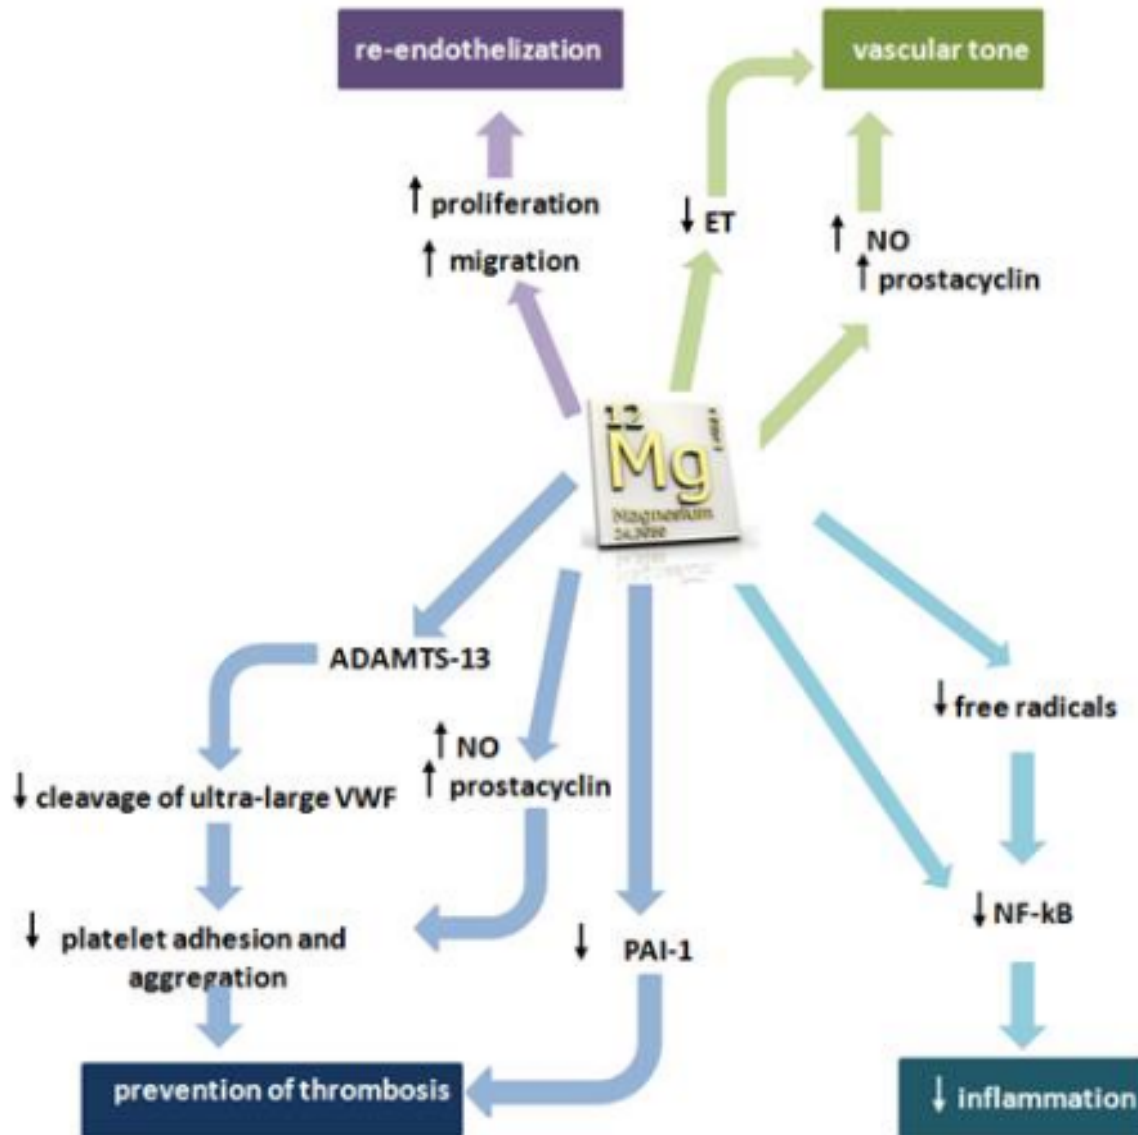 re-endothelization
vascular tone
↑ proliferation
↑ migration
↓ ET
↑ NO
↑ prostacyclin
12
Mg
Magnesium
ADAMTS-13
↓ free radicals
↑ NO
↑ prostacyclin
↓ cleavage of ultra-large VWF
↓ NF-kB
↓ platelet adhesion and
aggregation
↓ PAI-1
prevention of thrombosis
↓ inflammation